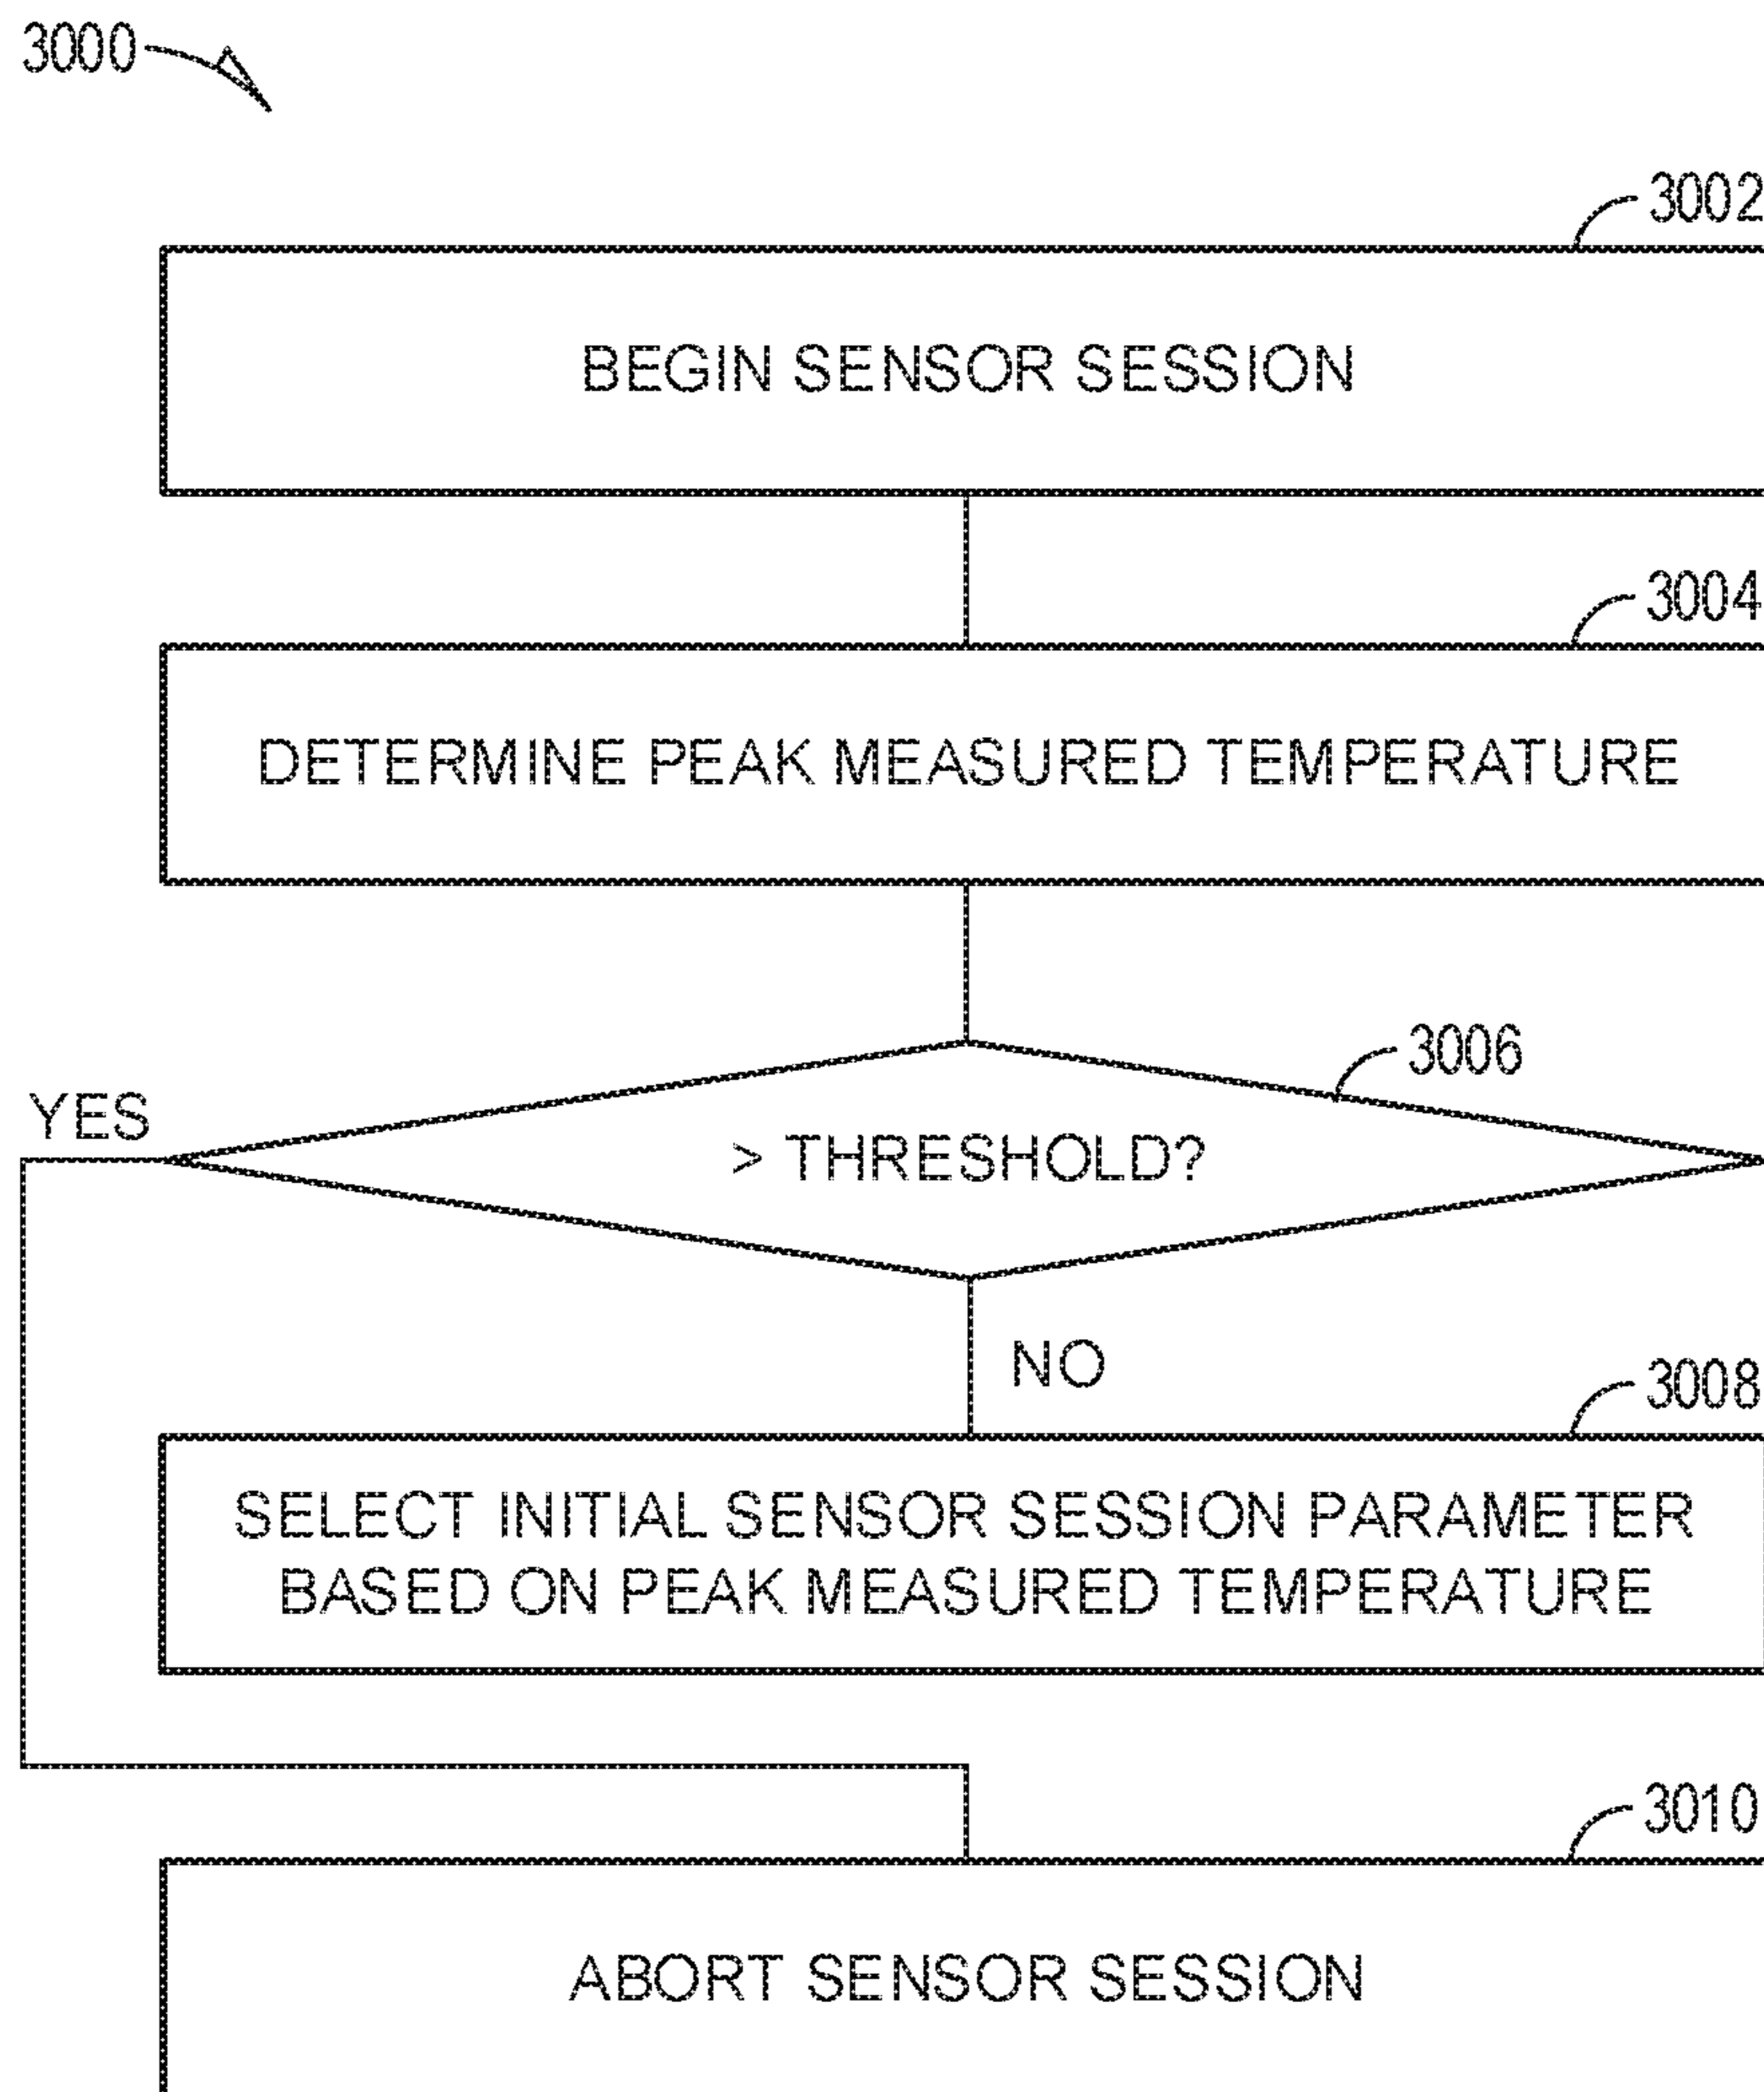 3000
3002
BEGIN SENSOR SESSION
3004
DETERMINE PEAK MEASURED TEMPERATURE
3006
YES
> THRESHOLD?
NO
3008
SELECT INITIAL SENSOR SESSION PARAMETER
BASED ON PEAK MEASURED TEMPERATURE
3010
ABORT SENSOR SESSION